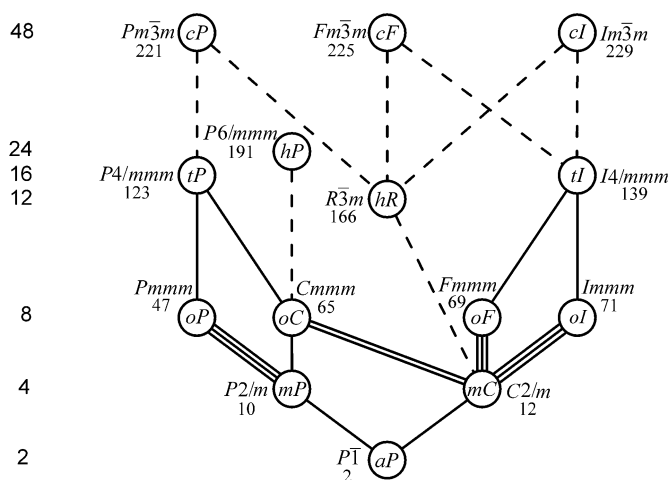 48 Pm3̅m cP 221 Fm3̅m cF 225 cI Im3̅m 229
24 P6/mmm hP 191
16 P4/mmm tP 123 tI I4/mmm 139
12 R3̅m hR 166
8 Pmmm oP 47 Cmmm oC 65 Fmmm oF 69 Immm oI 71
4 P2/m mP 10 mC C2/m 12
2 P1̅ aP 2